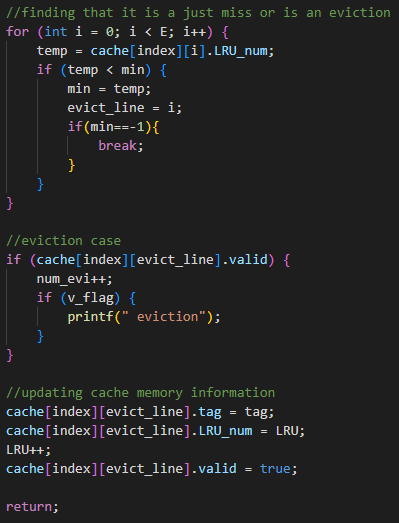 //finding that it is a just miss or is an eviction
for (int i = 0; i < E; i++) {
    temp = cache[index][i].LRU_num;
    if (temp < min) {
        min = temp;
        evict_line = i;
        if(min==-1){
            break;
        }
    }
}

//eviction case
if (cache[index][evict_line].valid) {
    num_evi++;
    if (v_flag) {
        printf(" eviction");
    }
}

//updating cache memory information
cache[index][evict_line].tag = tag;
cache[index][evict_line].LRU_num = LRU;
LRU++;
cache[index][evict_line].valid = true;

return;